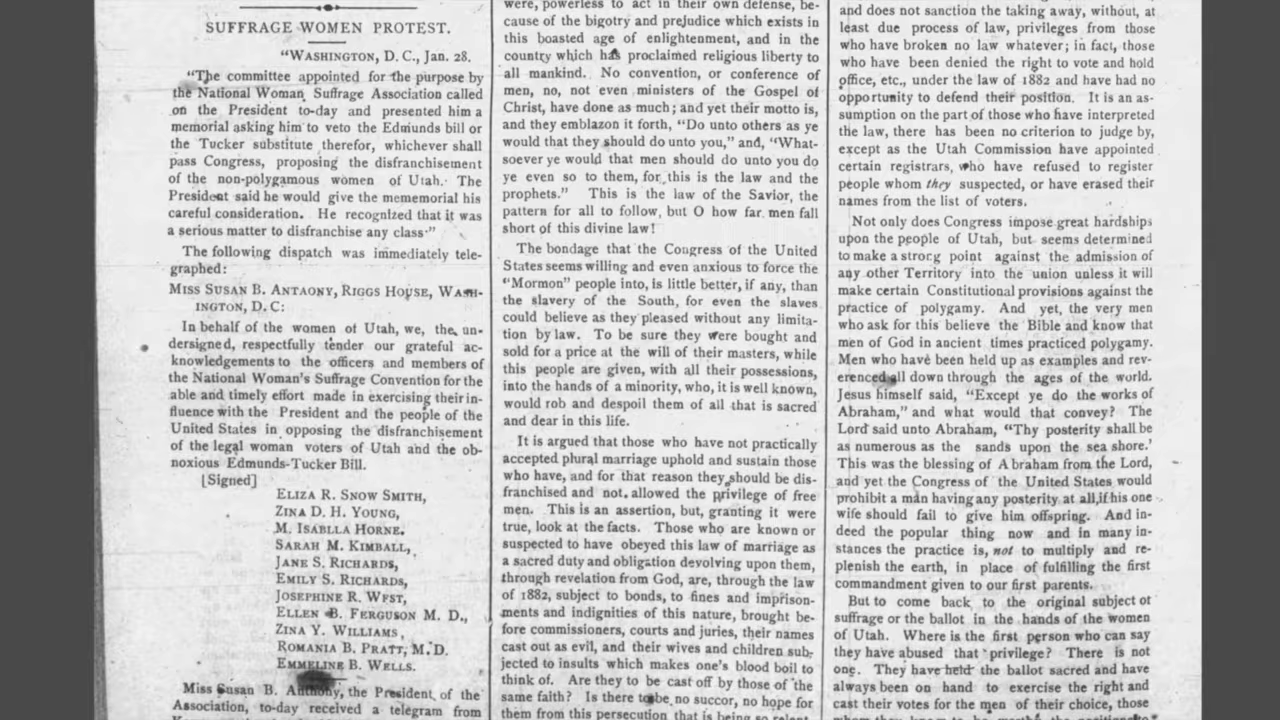 SUFFRAGE WOMEN PROTEST.
"WASHINGTON, D. C., Jan. 28.
"The committee appointed for the purpose by
the National Woman Suffrage Association called
on the President to-day and presented him a
memorial asking him to veto the Edmunds bill or
the Tucker substitute therefor, whichever shall
pass Congress, proposing the disfranchisement
of the non-polygamous women of Utah. The
President said he would give the mememorial his
careful consideration. He recognized that it was
a serious matter to disfranchise any class."
The following dispatch was immediately tele-
graphed:
MISS SUSAN B. ANTAONY, RIGGS HOUSE, WASH-
INGTON, D. C:
In behalf of the women of Utah, we, the un-
dersigned, respectfully tender our grateful ac-
knowledgements to the officers and members of
the National Woman's Suffrage Convention for the
able and timely effort made in exercising their in-
fluence with the President and the people of the
United States in opposing the disfranchisement
of the legal woman voters of Utah and the ob-
noxious Edmunds-Tucker Bill.
[Signed]
ELIZA R. SNOW SMITH,
ZINA D. H. YOUNG,
M. ISABLLA HORNE.
SARAH M. KIMBALL,
JANE S. RICHARDS,
EMILY S. RICHARDS,
JOSEPHINE R. WFST,
ELLEN B. FERGUSON M. D.,
ZINA Y. WILLIAMS,
ROMANIA B. PRATT, M.D.
EMMELINE B. WELLS.
Miss Susan B. Anthony, the President of the
Association, to-day received a telegram from
were, powerless to act in their own defense, be-
cause of the bigotry and prejudice which exists in
this boasted age of enlightenment, and in the
country which has proclaimed religious liberty to
all mankind. No convention, or conference of
men, no, not even ministers of the Gospel of
Christ, have done as much; and yet their motto is,
and they emblazon it forth, "Do unto others as ye
would that they should do unto you," and, "What-
soever ye would that men should do unto you do
ye even so to them, for this is the law and the
prophets." This is the law of the Savior, the
pattern for all to follow, but O how far men fall
short of this divine law!
The bondage that the Congress of the United
States seems willing and even anxious to force the
"Mormon" people into, is little better, if any, than
the slavery of the South, for even the slaves
could believe as they pleased without any limita-
tion by law. To be sure they were bought and
sold for a price at the will of their masters, while
this people are given, with all their possessions,
into the hands of a minority, who, it is well known,
would rob and despoil them of all that is sacred
and dear in this life.
It is argued that those who have not practically
accepted plural marriage uphold and sustain those
who have, and for that reason they should be dis-
franchised and not allowed the privilege of free
men. This is an assertion, but, granting it were
true, look at the facts. Those who are known or
suspected to have obeyed this law of marriage as
a sacred duty and obligation devolving upon them,
through revelation from God, are, through the law
of 1882, subject to bonds, to fines and imprison-
ments and indignities of this nature, brought be-
fore commissioners, courts and juries, their names
cast out as evil, and their wives and children sub-
jected to insults which makes one's blood boil to
think of. Are they to be cast off by those of the
same faith? Is there to be no succor, no hope for
them from this persecution that is being so
and does not sanction the taking away, without, at
least due process of law, privileges from those
who have broken no law whatever; in fact, those
who have been denied the right to vote and hold
office, etc., under the law of 1882 and have had no
opportunity to defend their position. It is an as-
sumption on the part of those who have interpreted
the law, there has been no criterion to judge by,
except as the Utah Commission have appointed
certain registrars, who have refused to register
people whom they suspected, or have erased their
names from the list of voters.
Not only does Congress impose great hardships
upon the people of Utah, but seems determined
to make a strorg point against the admission of
any other Territory into the union unless it will
make certain Constitutional provisions against the
practice of polygamy. And yet, the very men
who ask for this believe the Bible and know that
men of God in ancient times practiced polygamy.
Men who have been held up as examples and rev-
erenced all down through the ages of the world.
Jesus himself said, "Except ye do the works of
Abraham," and what would that convey? The
Lord said unto Abraham, "Thy posterity shall be
as numerous as the sands upon the sea shore.'
This was the blessing of Abraham from the Lord,
and yet the Congress of the United States would
prohibit a man having any posterity at all,if his one
wife should fail to give him offspring. And in-
deed the popular thing now and in many in-
stances the practice is, not to multiply and re-
plenish the earth, in place of fulfilling the first
commandment given to our first parents.
But to come back to the original subject of
suffrage or the ballot in the hands of the women
of Utah. Where is the first person who can say
they have abused that privilege? There is not
one. They have held the ballot sacred and have
always been on hand to exercise the right and
cast their votes for the men of their choice, those